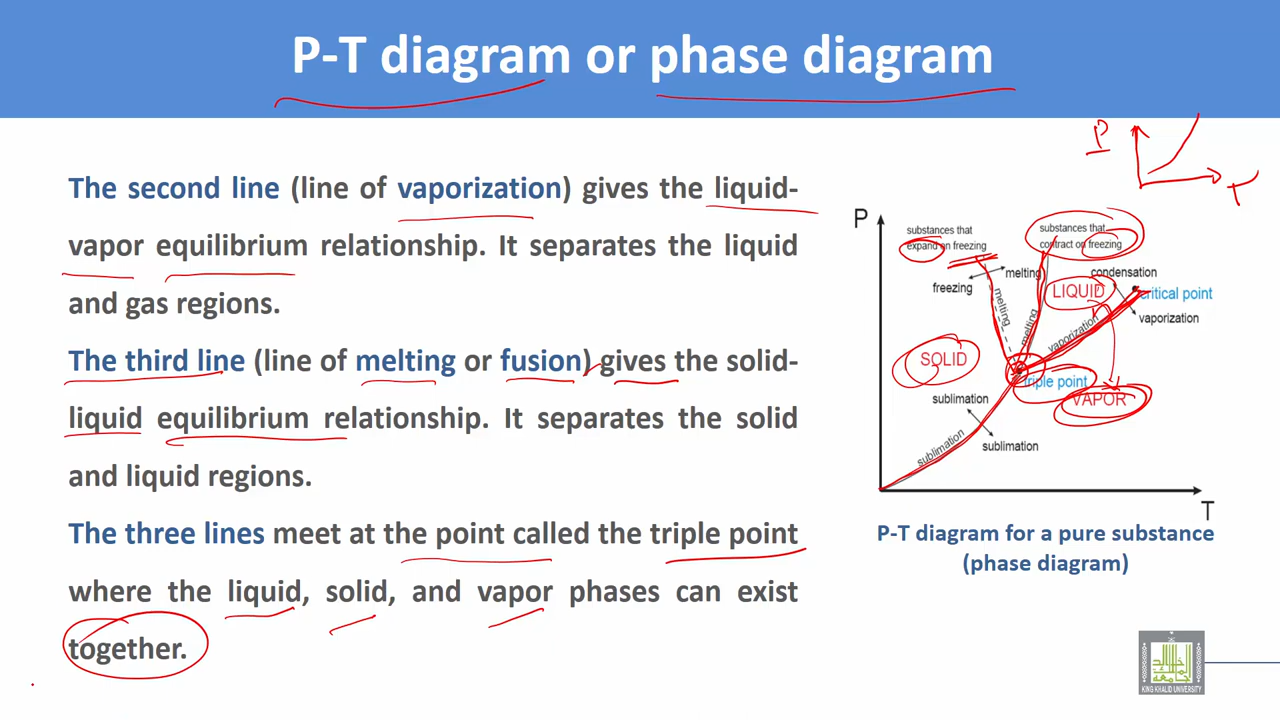 P-T diagram or phase diagram
The second line (line of vaporization) gives the liquid-
vapor equilibrium relationship. It separates the liquid
and gas regions.
The third line (line of melting or fusion) gives the solid-
liquid equilibrium relationship. It separates the solid
and liquid regions.
The three lines meet at the point called the triple point
where the liquid, solid, and vapor phases can exist
together.
P
T
P
substances that
expand on freezing
substances that
contract on freezing
melting
freezing
condensation
LIQUID
critical point
vaporization
melting
melting
vaporization
SOLID
triple point
VAPOR
sublimation
sublimation
sublimation
T
P-T diagram for a pure substance
(phase diagram)
KING KHALID UNIVERSITY